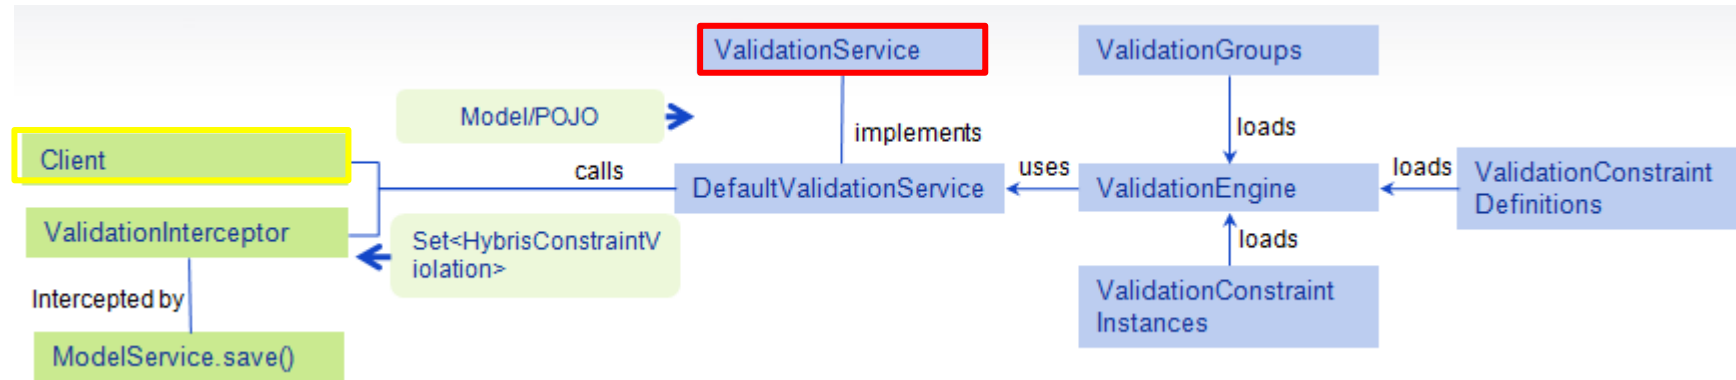 ValidationService
ValidationGroups
Model/POJO
implements
loads
Client
calls
DefaultValidationService
uses
ValidationEngine
loads
ValidationConstraint
Definitions
ValidationInterceptor
Set<HybrisConstraintV
iolation>
loads
Intercepted by
ValidationConstraint
Instances
ModelService.save()